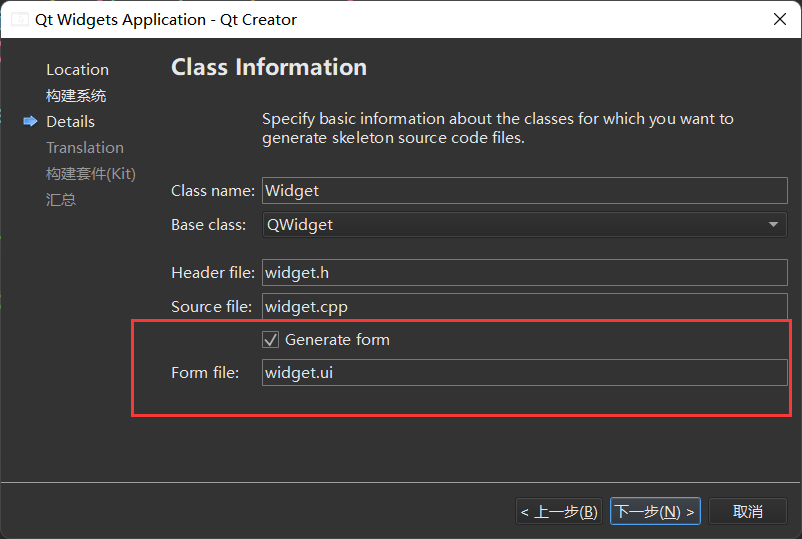 Qt Widgets Application - Qt Creator
Location
构建系统
Details
Translation
构建套件(Kit)
汇总
Class Information
Specify basic information about the classes for which you want to
generate skeleton source code files.
Class name: Widget
Base class: QWidget
Header file: widget.h
Source file: widget.cpp
Generate form
Form file: widget.ui
< 上一步(B)
下一步(N) >
取消